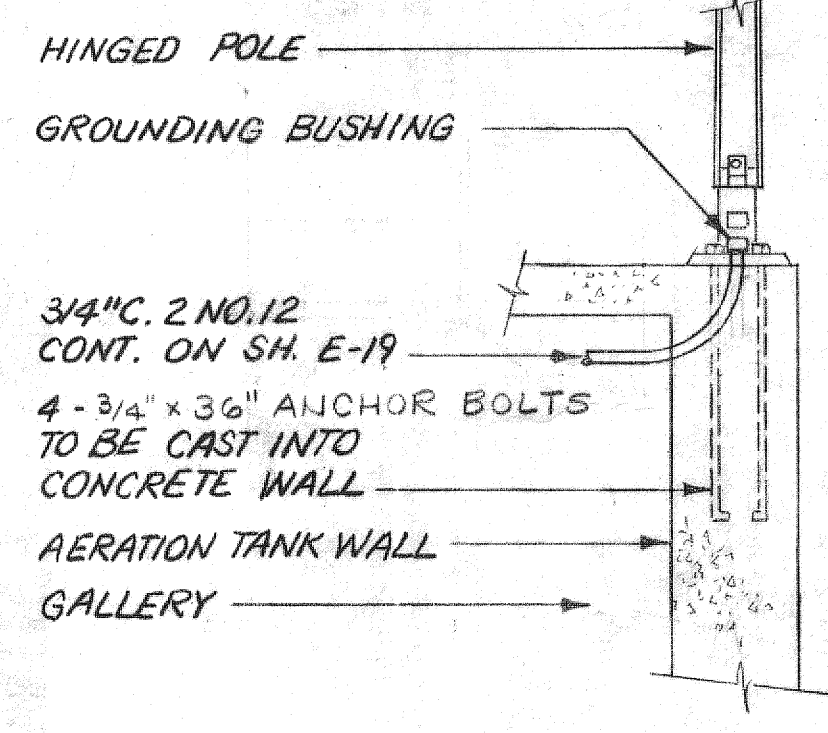 HINGED POLE
GROUNDING BUSHING
3/4"C. 2 NO.12
CONT. ON SH. E-19
4 - 3/4" x 36" ANCHOR BOLTS
TO BE CAST INTO
CONCRETE WALL
AERATION TANK WALL
GALLERY